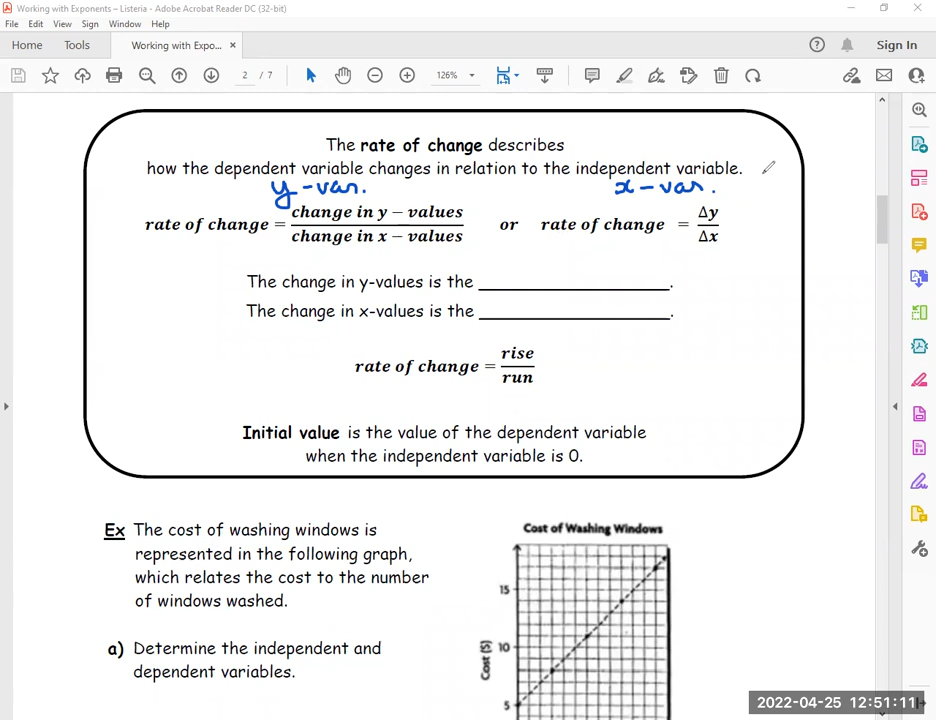 Working with Exponents – Listeria - Adobe Acrobat Reader DC (32-bit)
File Edit View Sign Window Help
Home Tools Working with Expo... × Sign In
2 / 7 126%
The rate of change describes
how the dependent variable changes in relation to the independent variable.
y-var. x-var.
rate of change = change in y − values / change in x − values or rate of change = Δy / Δx
The change in y-values is the ____________________.
The change in x-values is the ____________________.
rate of change = rise / run
Initial value is the value of the dependent variable
when the independent variable is 0.
Ex The cost of washing windows is
represented in the following graph,
which relates the cost to the number
of windows washed.
a) Determine the independent and
dependent variables.
Cost of Washing Windows
15
10
5
Cost ($)
2022-04-25 12:51:11